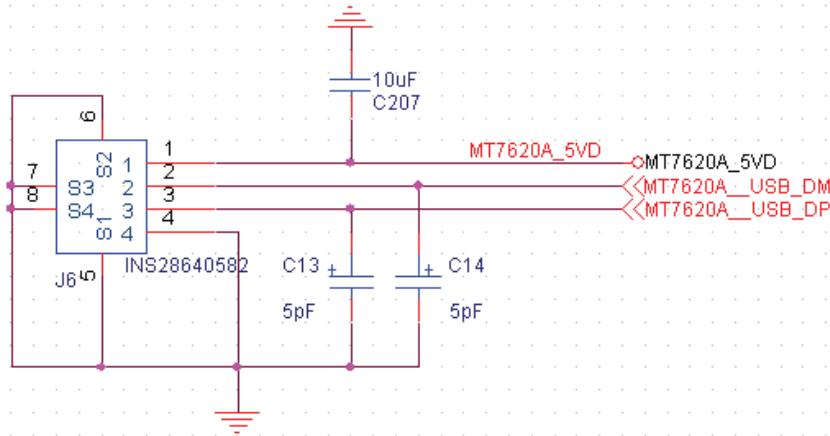 10uF
C207
6
1
MT7620A_5VD
MT7620A_5VD
7
S2
1
2
MT7620A__USB_DM
8
S3
2
3
MT7620A__USB_DP
S4
3
4
S1
4
INS28640582
C13
+
+
C14
J6
5
5pF
5pF